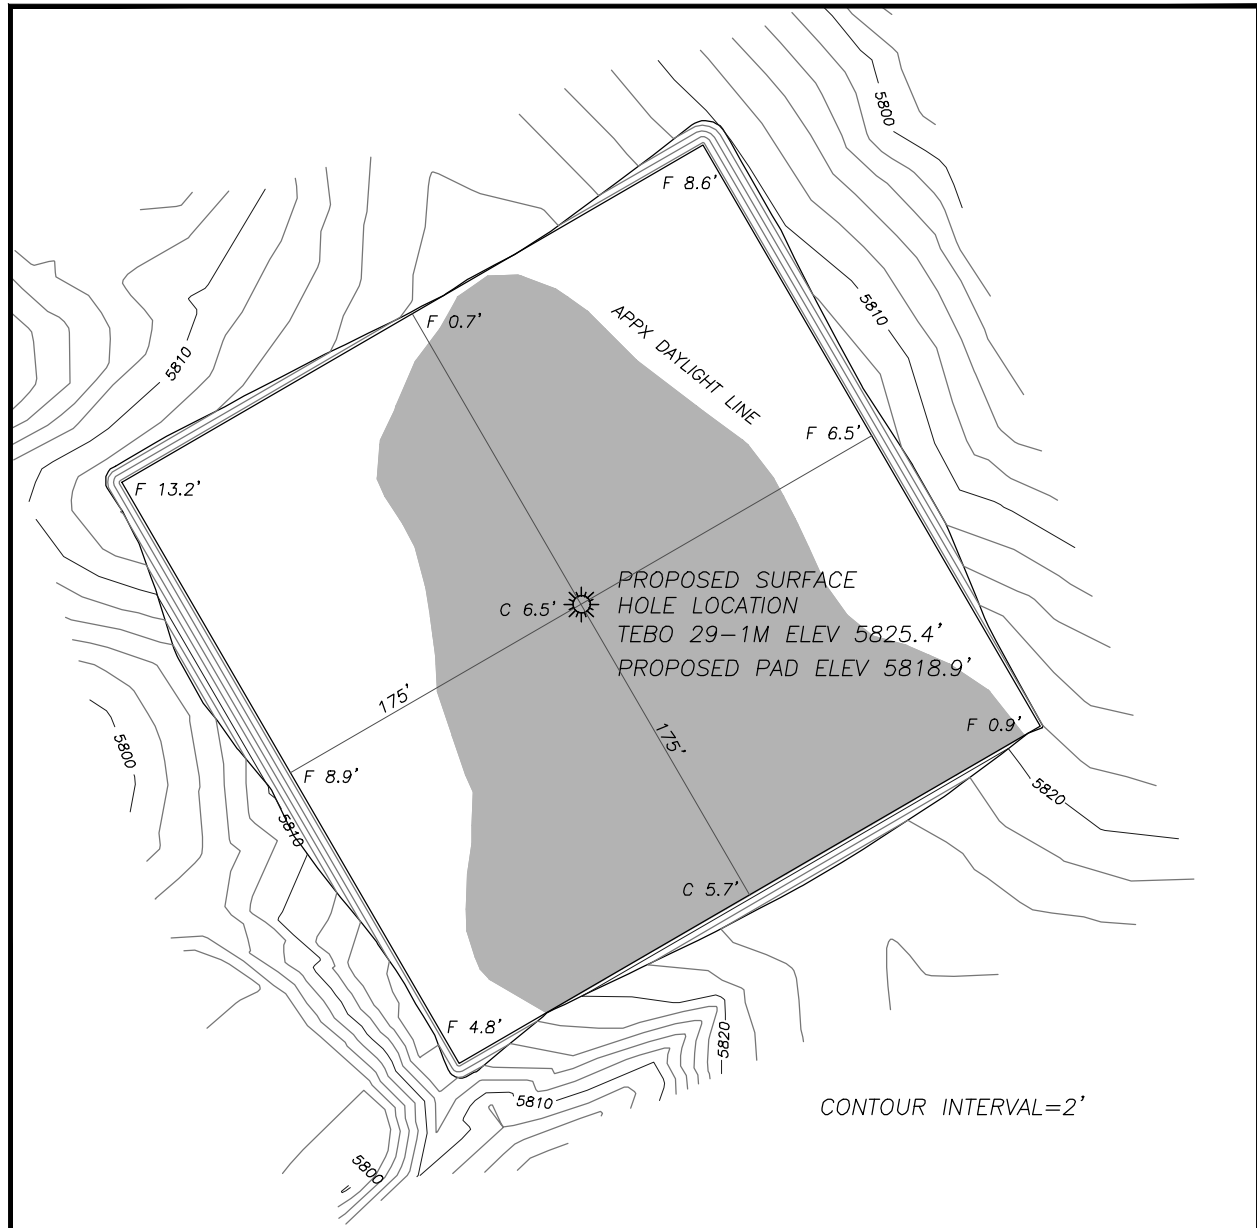 5800
F 8.6'
5810
F 0.7'
APPX DAYLIGHT LINE
5810
F 6.5'
F 13.2'
C 6.5'
PROPOSED SURFACE
HOLE LOCATION
TEBO 29-1M ELEV 5825.4'
PROPOSED PAD ELEV 5818.9'
175'
175'
F 0.9'
5800
F 8.9'
5820
5810
C 5.7'
F 4.8'
5820
5810
CONTOUR INTERVAL=2'
5800